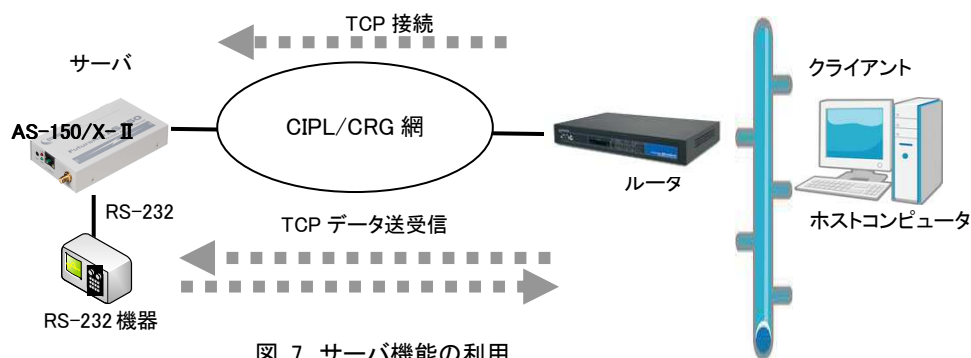 TCP 接続
サーバ
クライアント
AS-150/X-Ⅱ
CIPL/CRG 網
ルータ
ホストコンピュータ
RS-232
TCP データ送受信
RS-232 機器
図 7 サーバ機能の利用